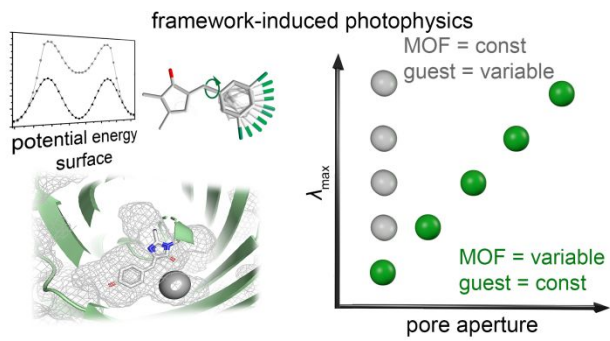 framework-induced photophysics
potential energy
surface
MOF = const
guest = variable
λmax
MOF = variable
guest = const
pore aperture